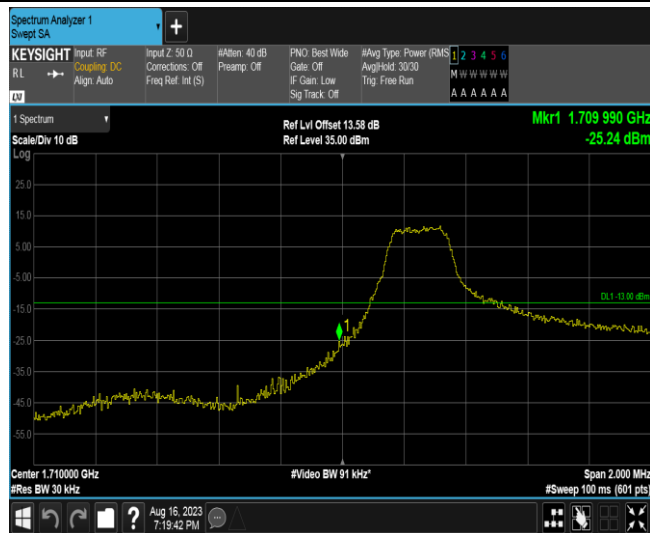 Spectrum Analyzer 1
Swept SA
+
KEYSIGHT
RL
LXI
Input: RF
Coupling: DC
Align: Auto
Input Z: 50 Ω
Corrections: Off
Freq Ref: Int (S)
#Atten: 40 dB
Preamp: Off
PNO: Best Wide
Gate: Off
IF Gain: Low
Sig Track: Off
#Avg Type: Power (RMS
Avg|Hold: 30/30
Trig: Free Run
1 2 3 4 5 6
M W W W W W
A A A A A A
1 Spectrum
Scale/Div 10 dB
Log
Ref Lvl Offset 13.58 dB
Ref Level 35.00 dBm
Mkr1 1.709 990 GHz
-25.24 dBm
25.0
15.0
5.00
-5.00
-15.0
-25.0
-35.0
-45.0
-55.0
DL1 -13.00 dBm
1
Center 1.710000 GHz
#Res BW 30 kHz
#Video BW 91 kHz*
Span 2.000 MHz
#Sweep 100 ms (601 pts)
?
Aug 16, 2023
7:19:42 PM